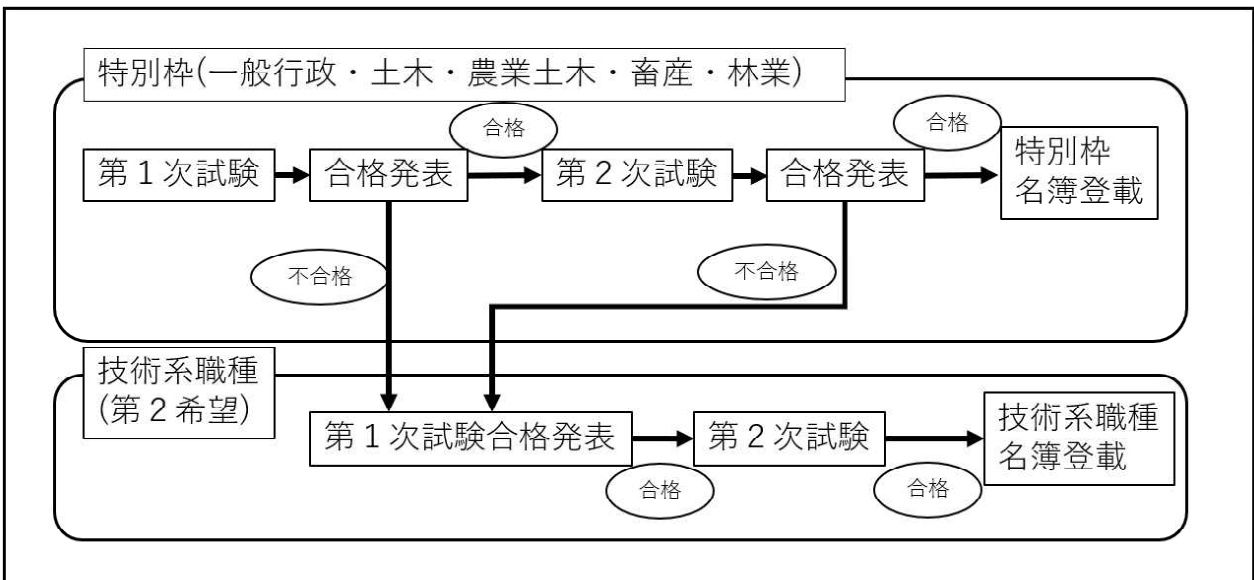 特別枠(一般行政・土木・農業土木・畜産・林業)
合格
合格
第１次試験
合格発表
第２次試験
合格発表
特別枠
名簿登載
不合格
不合格
技術系職種
(第２希望)
第１次試験合格発表
第２次試験
技術系職種
名簿登載
合格
合格